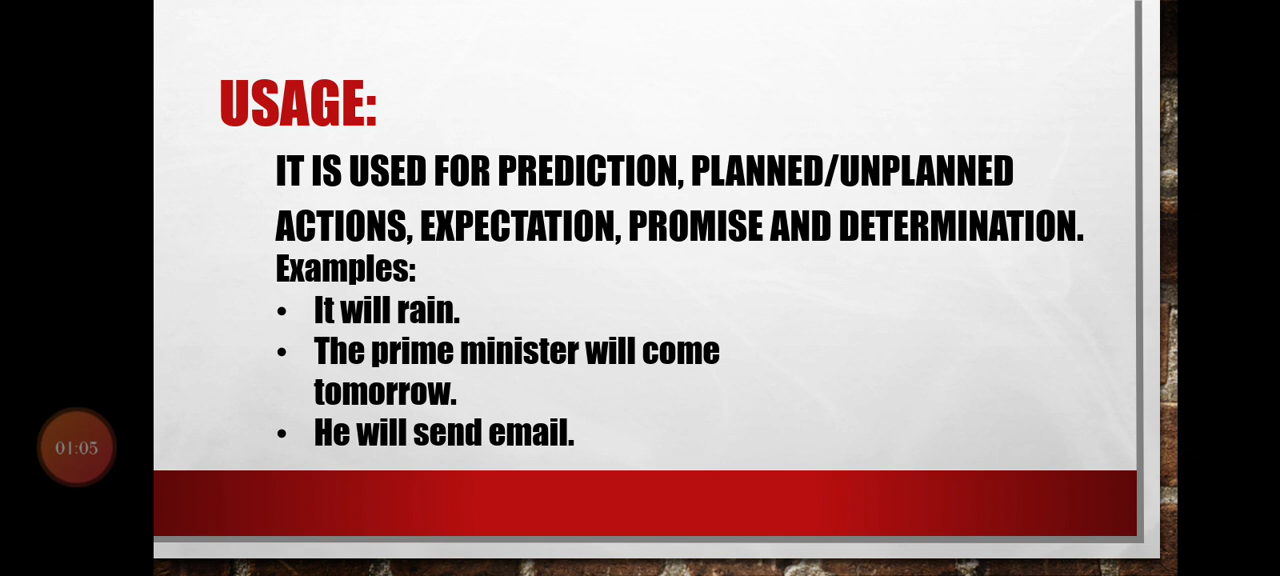 USAGE:
IT IS USED FOR PREDICTION, PLANNED/UNPLANNED
ACTIONS, EXPECTATION, PROMISE AND DETERMINATION.
Examples:
• It will rain.
• The prime minister will come
tomorrow.
• He will send email.
01:05